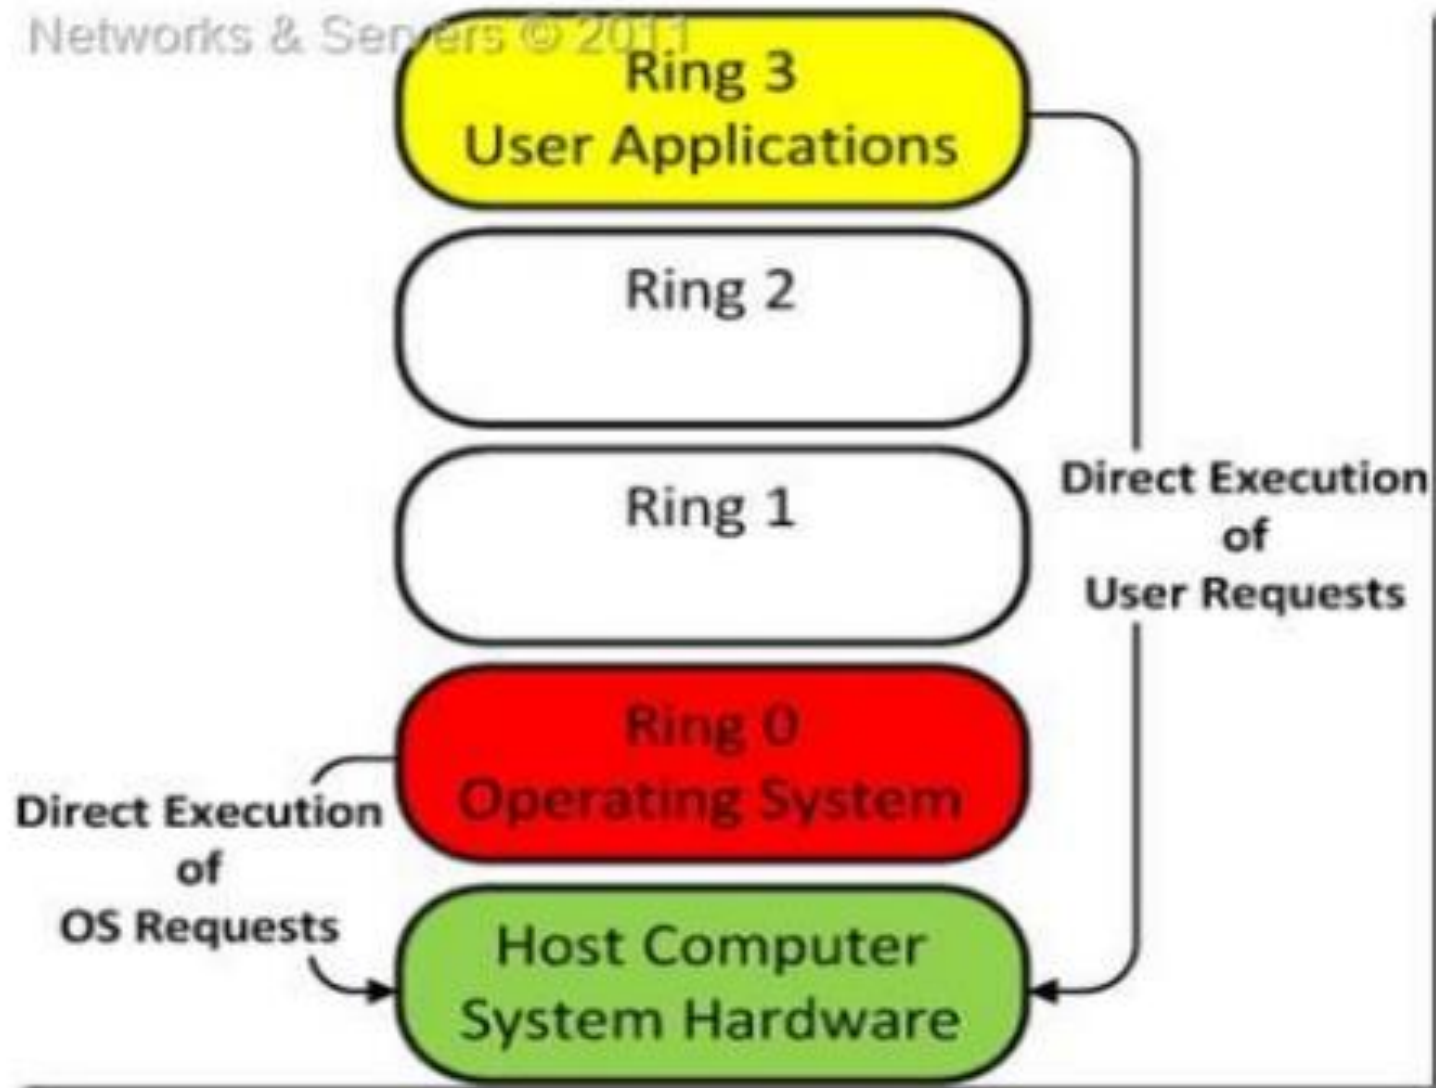 Networks & Servers © 2011
Ring 3
User Applications
Ring 2
Ring 1
Direct Execution
of
User Requests
Ring 0
Operating System
Direct Execution
of
OS Requests
Host Computer
System Hardware